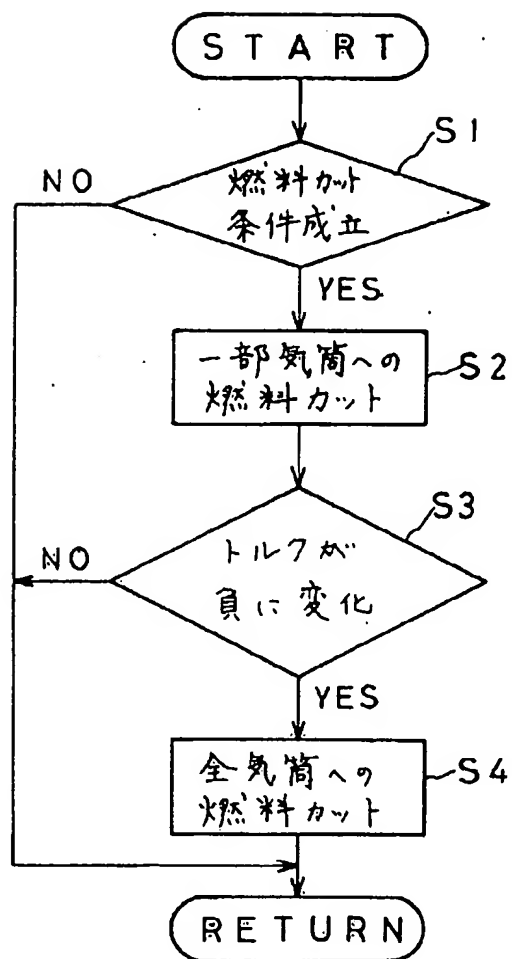 START
S1
NO
燃料カット
条件成立
YES
一部気筒への
燃料カット
S2
S3
NO
トルクが
負に変化
YES
全気筒への
燃料カット
S4
RETURN